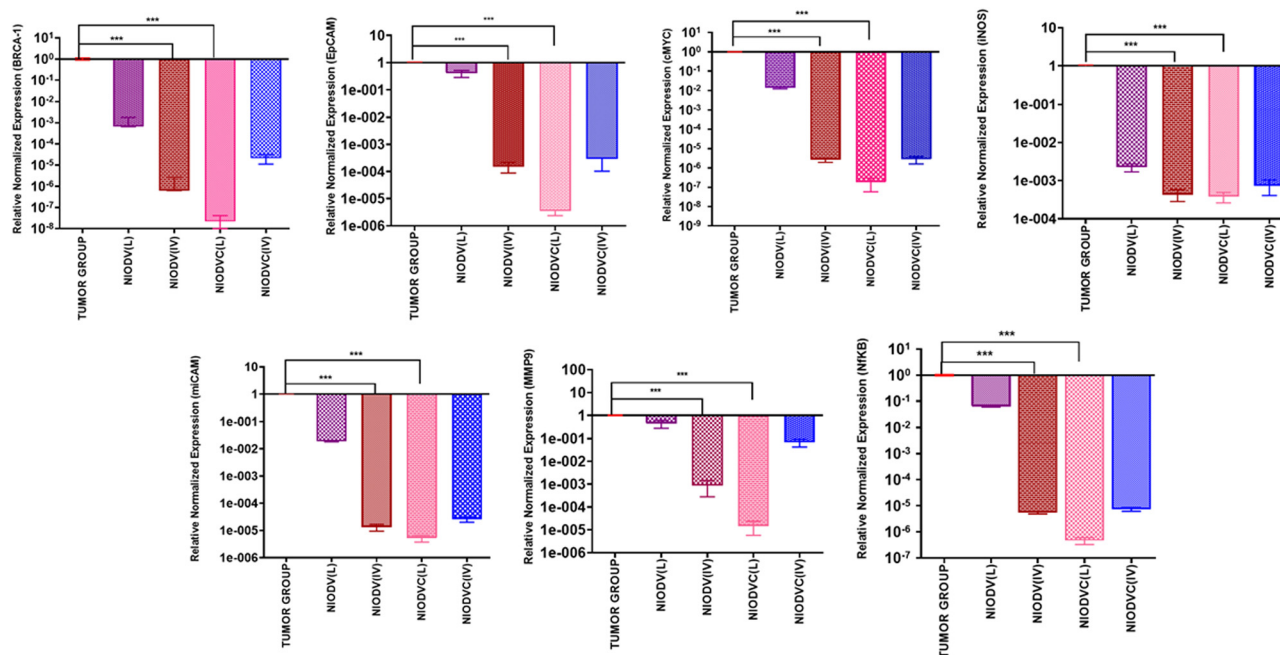 ***
***
Relative Normalized Expression (BRCA-1)
10^0
10^-1
10^-2
10^-3
10^-4
10^-5
10^-6
10^-7
10^-8
TUMOR GROUP
NIODV(L)
NIODV(IV)
NIODVC(L)
NIODVC(IV)
***
***
Relative Normalized Expression (EpCAM)
10
1
1e-001
1e-002
1e-003
1e-004
1e-005
1e-006
TUMOR GROUP
NIODV(L)
NIODV(IV)
NIODVC(L)
NIODVC(IV)
***
***
Relative Normalized Expression (cMYC)
10^0
10^-1
10^-2
10^-3
10^-4
10^-5
10^-6
10^-7
10^-8
10^-9
TUMOR GROUP
NIODV(L)
NIODV(IV)
NIODVC(L)
NIODVC(IV)
***
***
Relative Normalized Expression (iNOS)
10
1
1e-001
1e-002
1e-003
1e-004
TUMOR GROUP
NIODV(L)
NIODV(IV)
NIODVC(L)
NIODVC(IV)
***
***
Relative Normalized Expression (miCAM)
10
1
1e-001
1e-002
1e-003
1e-004
1e-005
1e-006
TUMOR GROUP
NIODV(L)
NIODV(IV)
NIODVC(L)
NIODVC(IV)
***
***
Relative Normalized Expression (MMP9)
100
10
1
1e-001
1e-002
1e-003
1e-004
1e-005
1e-006
TUMOR GROUP
NIODV(L)
NIODV(IV)
NIODVC(L)
NIODVC(IV)
***
***
Relative Normalized Expression (NfKB)
10^1
10^0
10^-1
10^-2
10^-3
10^-4
10^-5
10^-6
10^-7
TUMOR GROUP
NIODV(L)
NIODV(IV)
NIODVC(L)
NIODVC(IV)